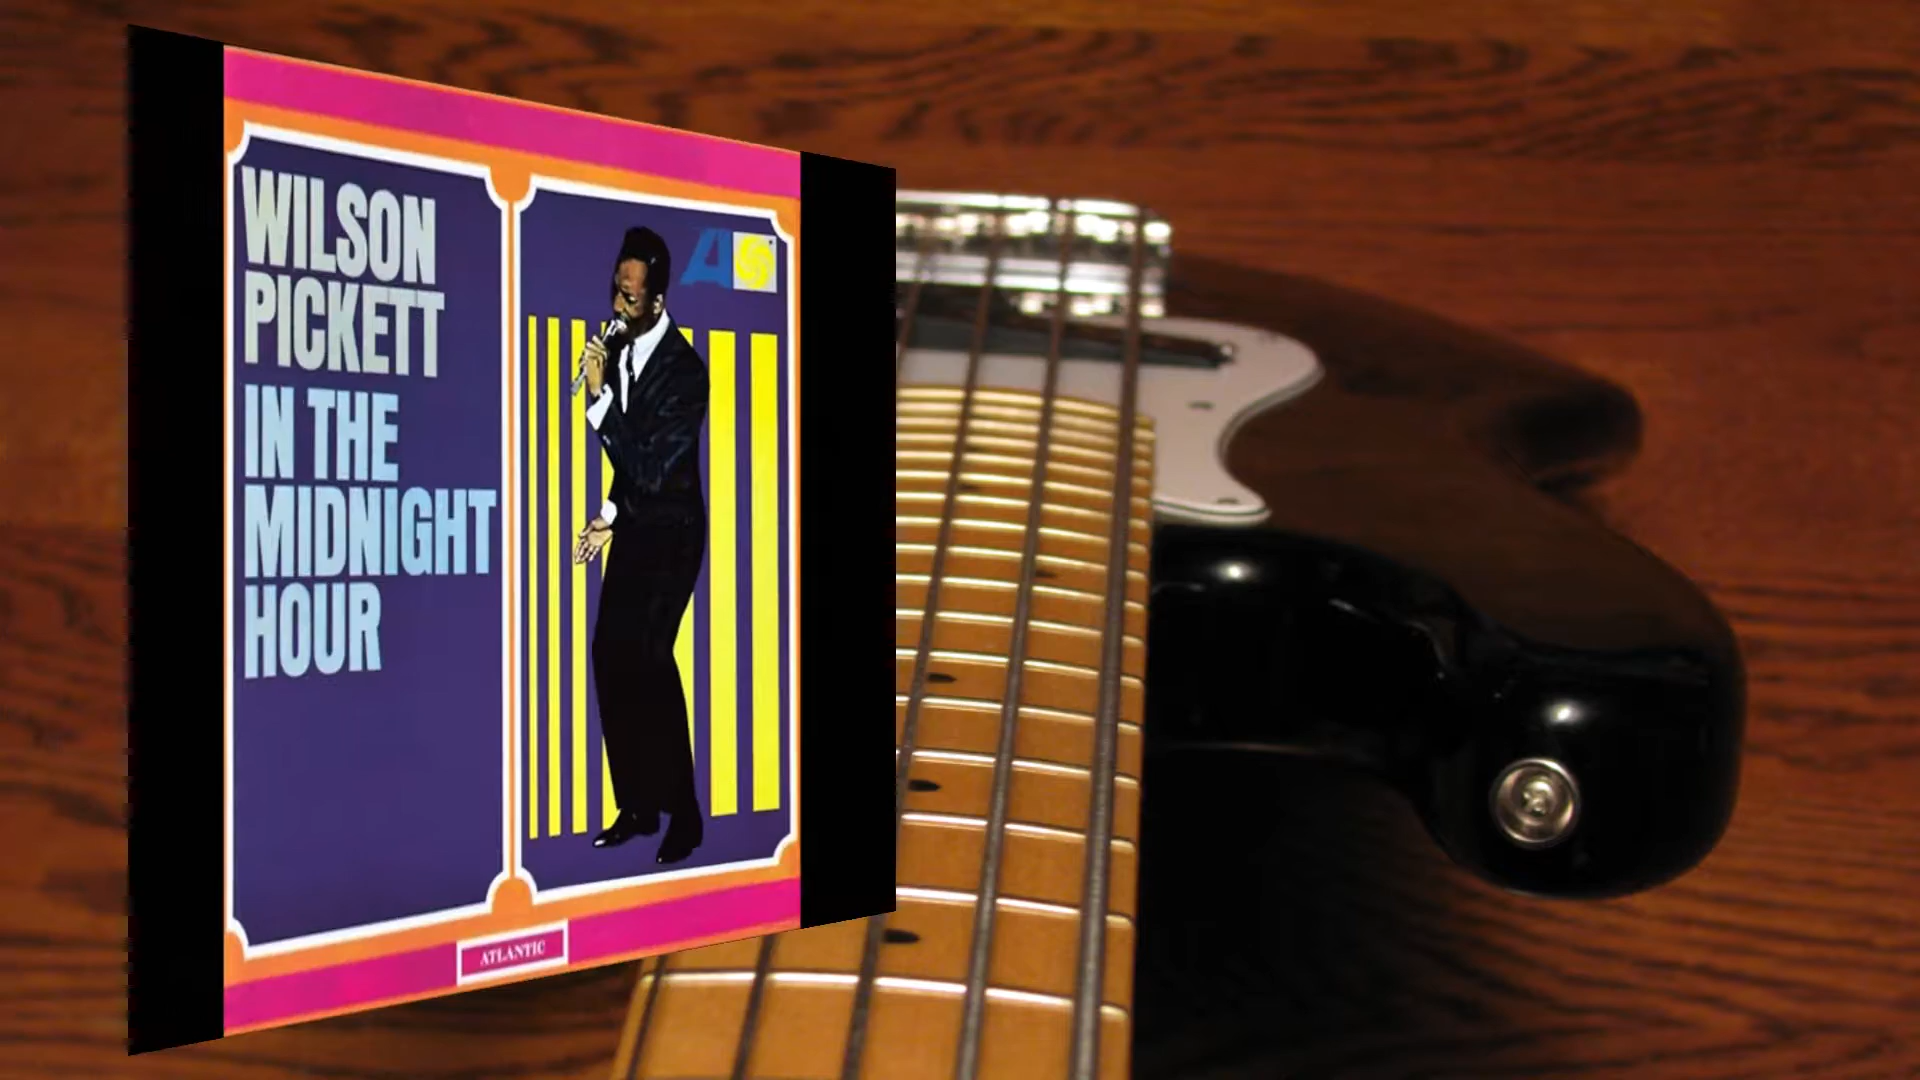 WILSON
PICKETT
IN THE
MIDNIGHT
HOUR
A
ATLANTIC